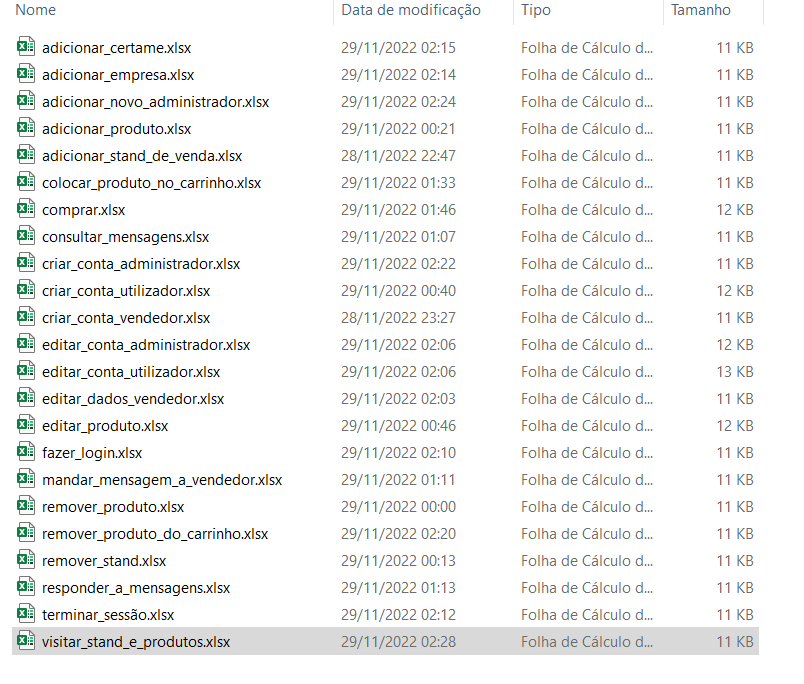 Nome Data de modificação Tipo Tamanho
adicionar_certame.xlsx 29/11/2022 02:15 Folha de Cálculo d... 11 KB
adicionar_empresa.xlsx 29/11/2022 02:14 Folha de Cálculo d... 11 KB
adicionar_novo_administrador.xlsx 29/11/2022 02:24 Folha de Cálculo d... 11 KB
adicionar_produto.xlsx 29/11/2022 00:21 Folha de Cálculo d... 11 KB
adicionar_stand_de_venda.xlsx 28/11/2022 22:47 Folha de Cálculo d... 11 KB
colocar_produto_no_carrinho.xlsx 29/11/2022 01:33 Folha de Cálculo d... 11 KB
comprar.xlsx 29/11/2022 01:46 Folha de Cálculo d... 12 KB
consultar_mensagens.xlsx 29/11/2022 01:07 Folha de Cálculo d... 11 KB
criar_conta_administrador.xlsx 29/11/2022 02:22 Folha de Cálculo d... 11 KB
criar_conta_utilizador.xlsx 29/11/2022 00:40 Folha de Cálculo d... 12 KB
criar_conta_vendedor.xlsx 28/11/2022 23:27 Folha de Cálculo d... 11 KB
editar_conta_administrador.xlsx 29/11/2022 02:06 Folha de Cálculo d... 12 KB
editar_conta_utilizador.xlsx 29/11/2022 02:06 Folha de Cálculo d... 13 KB
editar_dados_vendedor.xlsx 29/11/2022 02:03 Folha de Cálculo d... 11 KB
editar_produto.xlsx 29/11/2022 00:46 Folha de Cálculo d... 12 KB
fazer_login.xlsx 29/11/2022 02:10 Folha de Cálculo d... 11 KB
mandar_mensagem_a_vendedor.xlsx 29/11/2022 01:11 Folha de Cálculo d... 11 KB
remover_produto.xlsx 29/11/2022 00:00 Folha de Cálculo d... 11 KB
remover_produto_do_carrinho.xlsx 29/11/2022 02:20 Folha de Cálculo d... 11 KB
remover_stand.xlsx 29/11/2022 00:13 Folha de Cálculo d... 11 KB
responder_a_mensagens.xlsx 29/11/2022 01:13 Folha de Cálculo d... 11 KB
terminar_sessão.xlsx 29/11/2022 02:12 Folha de Cálculo d... 11 KB
visitar_stand_e_produtos.xlsx 29/11/2022 02:28 Folha de Cálculo d... 11 KB